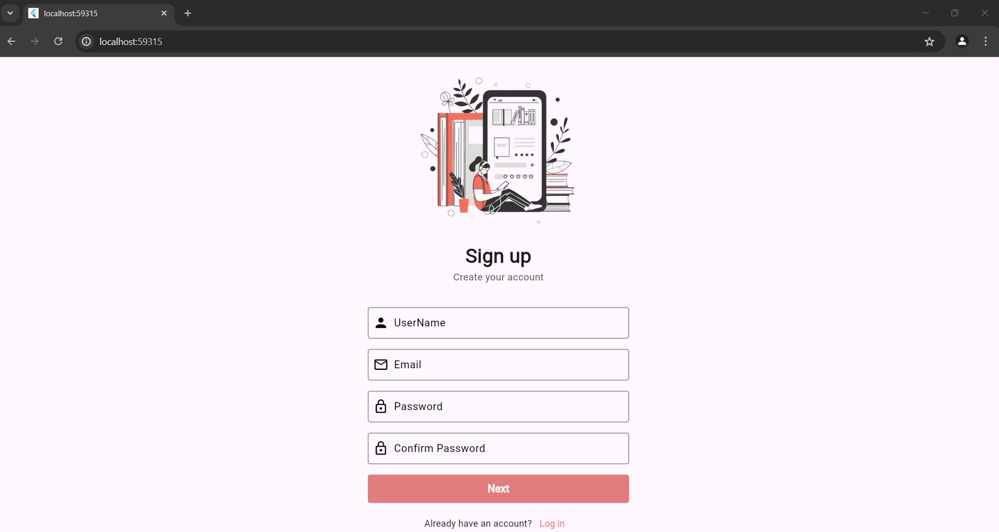 localhost:59315
localhost:59315
Sign up
Create your account
UserName
Email
Password
Confirm Password
Next
Already have an account? Log in